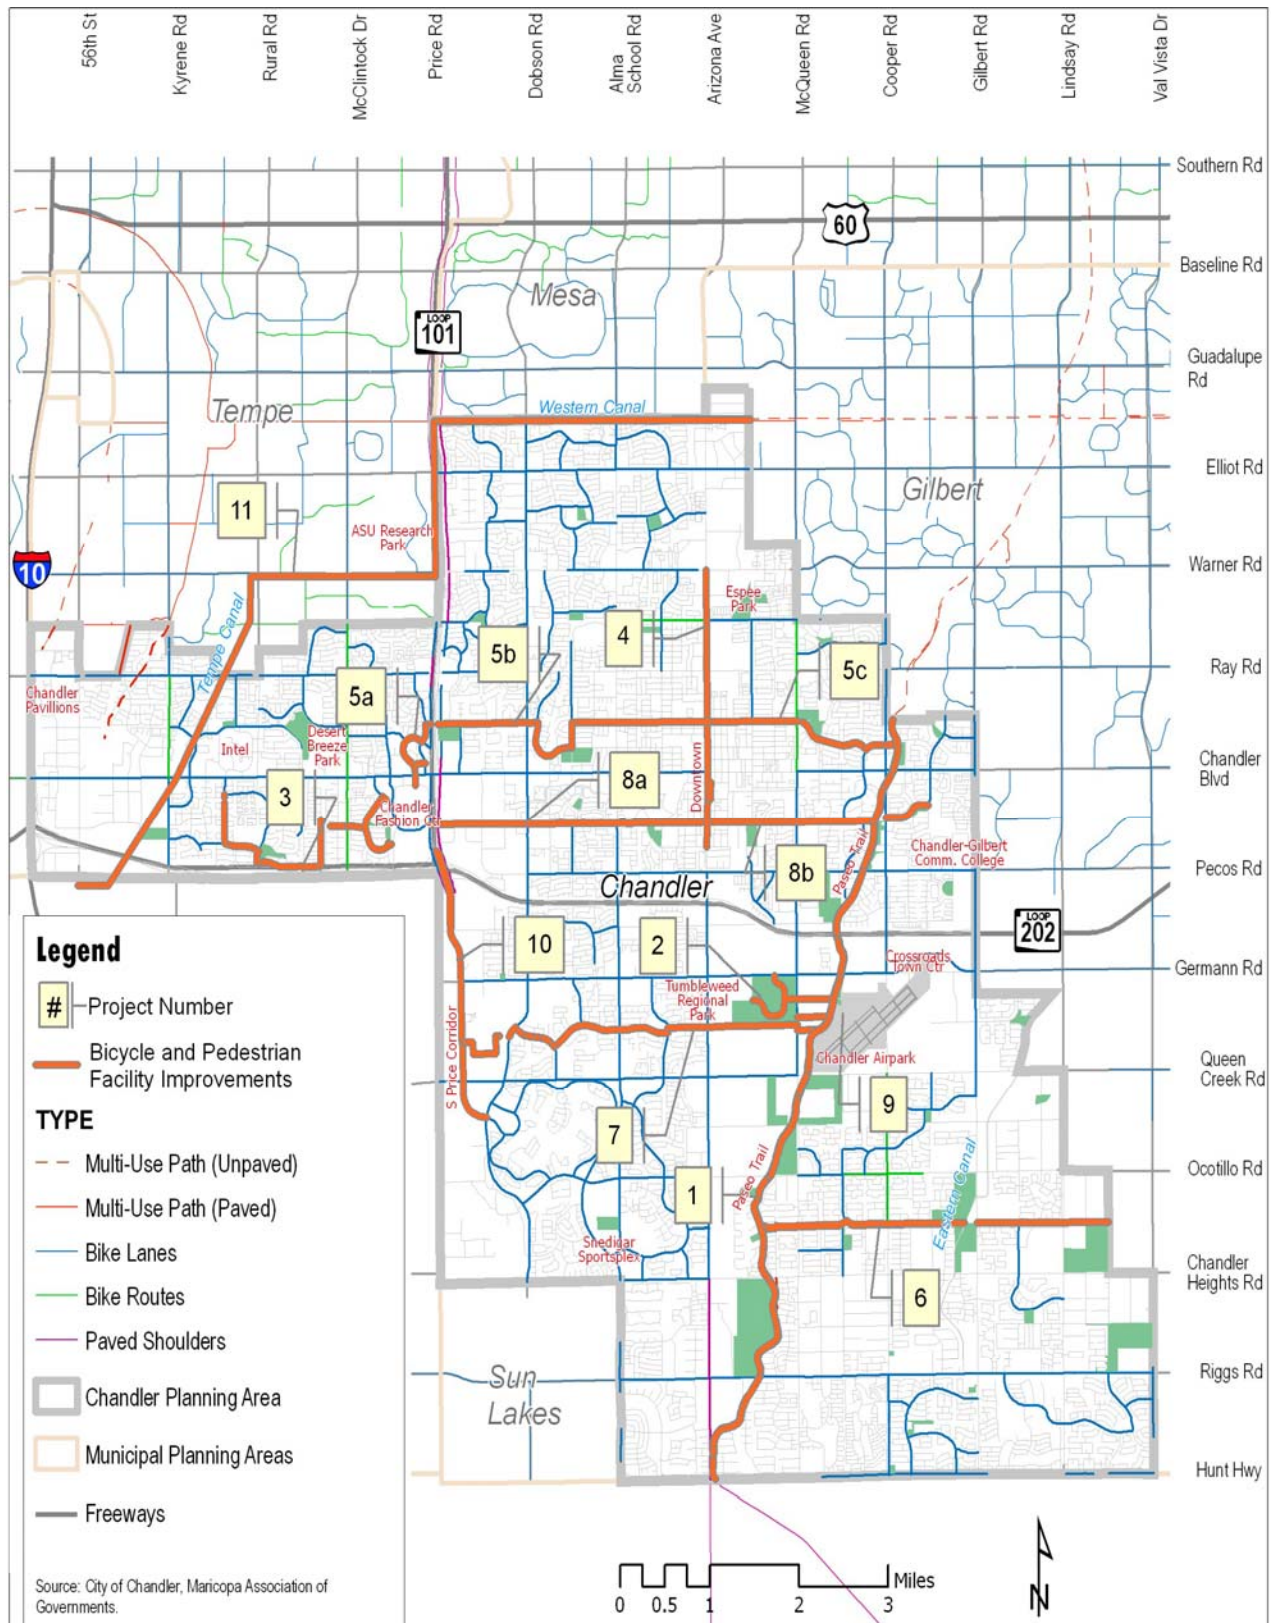 56th St
Kyrene Rd
Rural Rd
McClintock Dr
Price Rd
Dobson Rd
Alma
School Rd
Arizona Ave
McQueen Rd
Cooper Rd
Gilbert Rd
Lindsay Rd
Val Vista Dr
Southern Rd
60
Baseline Rd
Mesa
LOOP
101
Guadalupe
Rd
Tempe
Western Canal
Elliot Rd
Gilbert
11
ASU Research
Park
10
Warner Rd
Espee
Park
Tempe Canal
4
5b
5c
Ray Rd
5a
Chandler
Pavillions
Intel
Desert
Breeze
Park
Downtown
Chandler
Blvd
8a
3
Chandler
Fashion Ctr
Paseo Trail
Chandler-Gilbert
Comm. College
Pecos Rd
8b
Chandler
LOOP
202
Legend
10
2
Crossroads
Town Ctr
Germann Rd
# Project Number
Tumbleweed
Regional
Park
Bicycle and Pedestrian
Facility Improvements
S Price Corridor
Chandler Airpark
Queen
Creek Rd
9
TYPE
7
Multi-Use Path (Unpaved)
Ocotillo Rd
Paseo Trail
1
Eastern Canal
Multi-Use Path (Paved)
Bike Lanes
Snedigar
Sportsplex
Chandler
Heights Rd
Bike Routes
6
Paved Shoulders
Sun
Lakes
Riggs Rd
Chandler Planning Area
Municipal Planning Areas
Hunt Hwy
Freeways
Source: City of Chandler, Maricopa Association of
Governments.
Miles
0 0.5 1 2 3
N